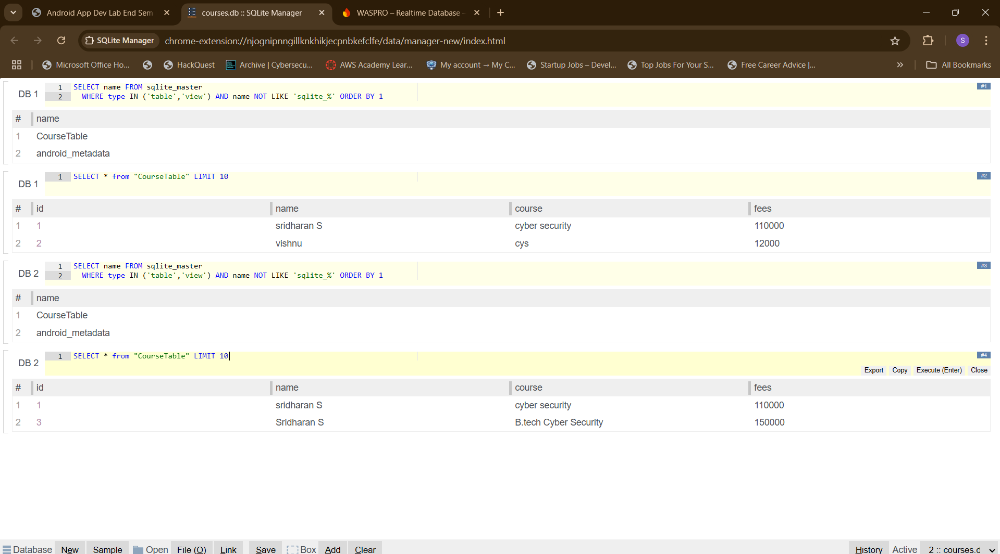 Android App Dev Lab End Sem
courses.db :: SQLite Manager
WASPRO – Realtime Database -
SQLite Manager
chrome-extension://njognipnngillknkhikjecpnbkefclfe/data/manager-new/index.html
S
Microsoft Office Ho...
HackQuest
Archive | Cybersecu...
AWS Academy Lear...
My account → My C...
Startup Jobs – Devel...
Top Jobs For Your S...
Free Career Advice |...
All Bookmarks
DB 1
1 SELECT name FROM sqlite_master
2 WHERE type IN ('table','view') AND name NOT LIKE 'sqlite_%' ORDER BY 1
#1
# name
1 CourseTable
2 android_metadata
DB 1
1 SELECT * from "CourseTable" LIMIT 10
#2
# id name course fees
1 1 sridharan S cyber security 110000
2 2 vishnu cys 12000
DB 2
1 SELECT name FROM sqlite_master
2 WHERE type IN ('table','view') AND name NOT LIKE 'sqlite_%' ORDER BY 1
#3
# name
1 CourseTable
2 android_metadata
DB 2
1 SELECT * from "CourseTable" LIMIT 10
#4
Export Copy Execute (Enter) Close
# id name course fees
1 1 sridharan S cyber security 110000
2 3 Sridharan S B.tech Cyber Security 150000
Database New Sample Open File (O) Link Save Box Add Clear History Active 2 :: courses.d